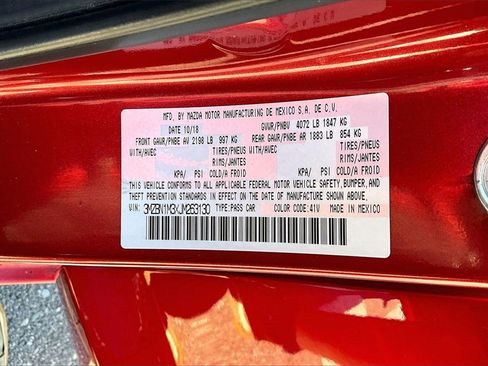 MFD. BY MAZDA MOTOR MANUFACTURING DE MEXICO S.A. DE C.V.
DATE 10/18 GVWR/PNBV 4072 LB 1847 KG
FRONT GAWR/PNBE AV 2198 LB 997 KG REAR GAWR/PNBE AR 1883 LB 854 KG
WITH/AVEC TIRES/PNEUS WITH/AVEC TIRES/PNEUS
RIMS/JANTES RIMS/JANTES
KPA/ PSI COLD/A FROID KPA/ PSI COLD/A FROID
THIS VEHICLE CONFORMS TO ALL APPLICABLE FEDERAL MOTOR VEHICLE SAFETY,BUMPER, AND
THEFT PREVENTION STANDARDS IN EFFECT ON THE DATE OF MANUFACTURE SHOWN ABOVE.
VIN: 3MZBN1M3XJM263130 TYPE:PASS CAR COLOR CODE: 41V MADE IN MEXICO